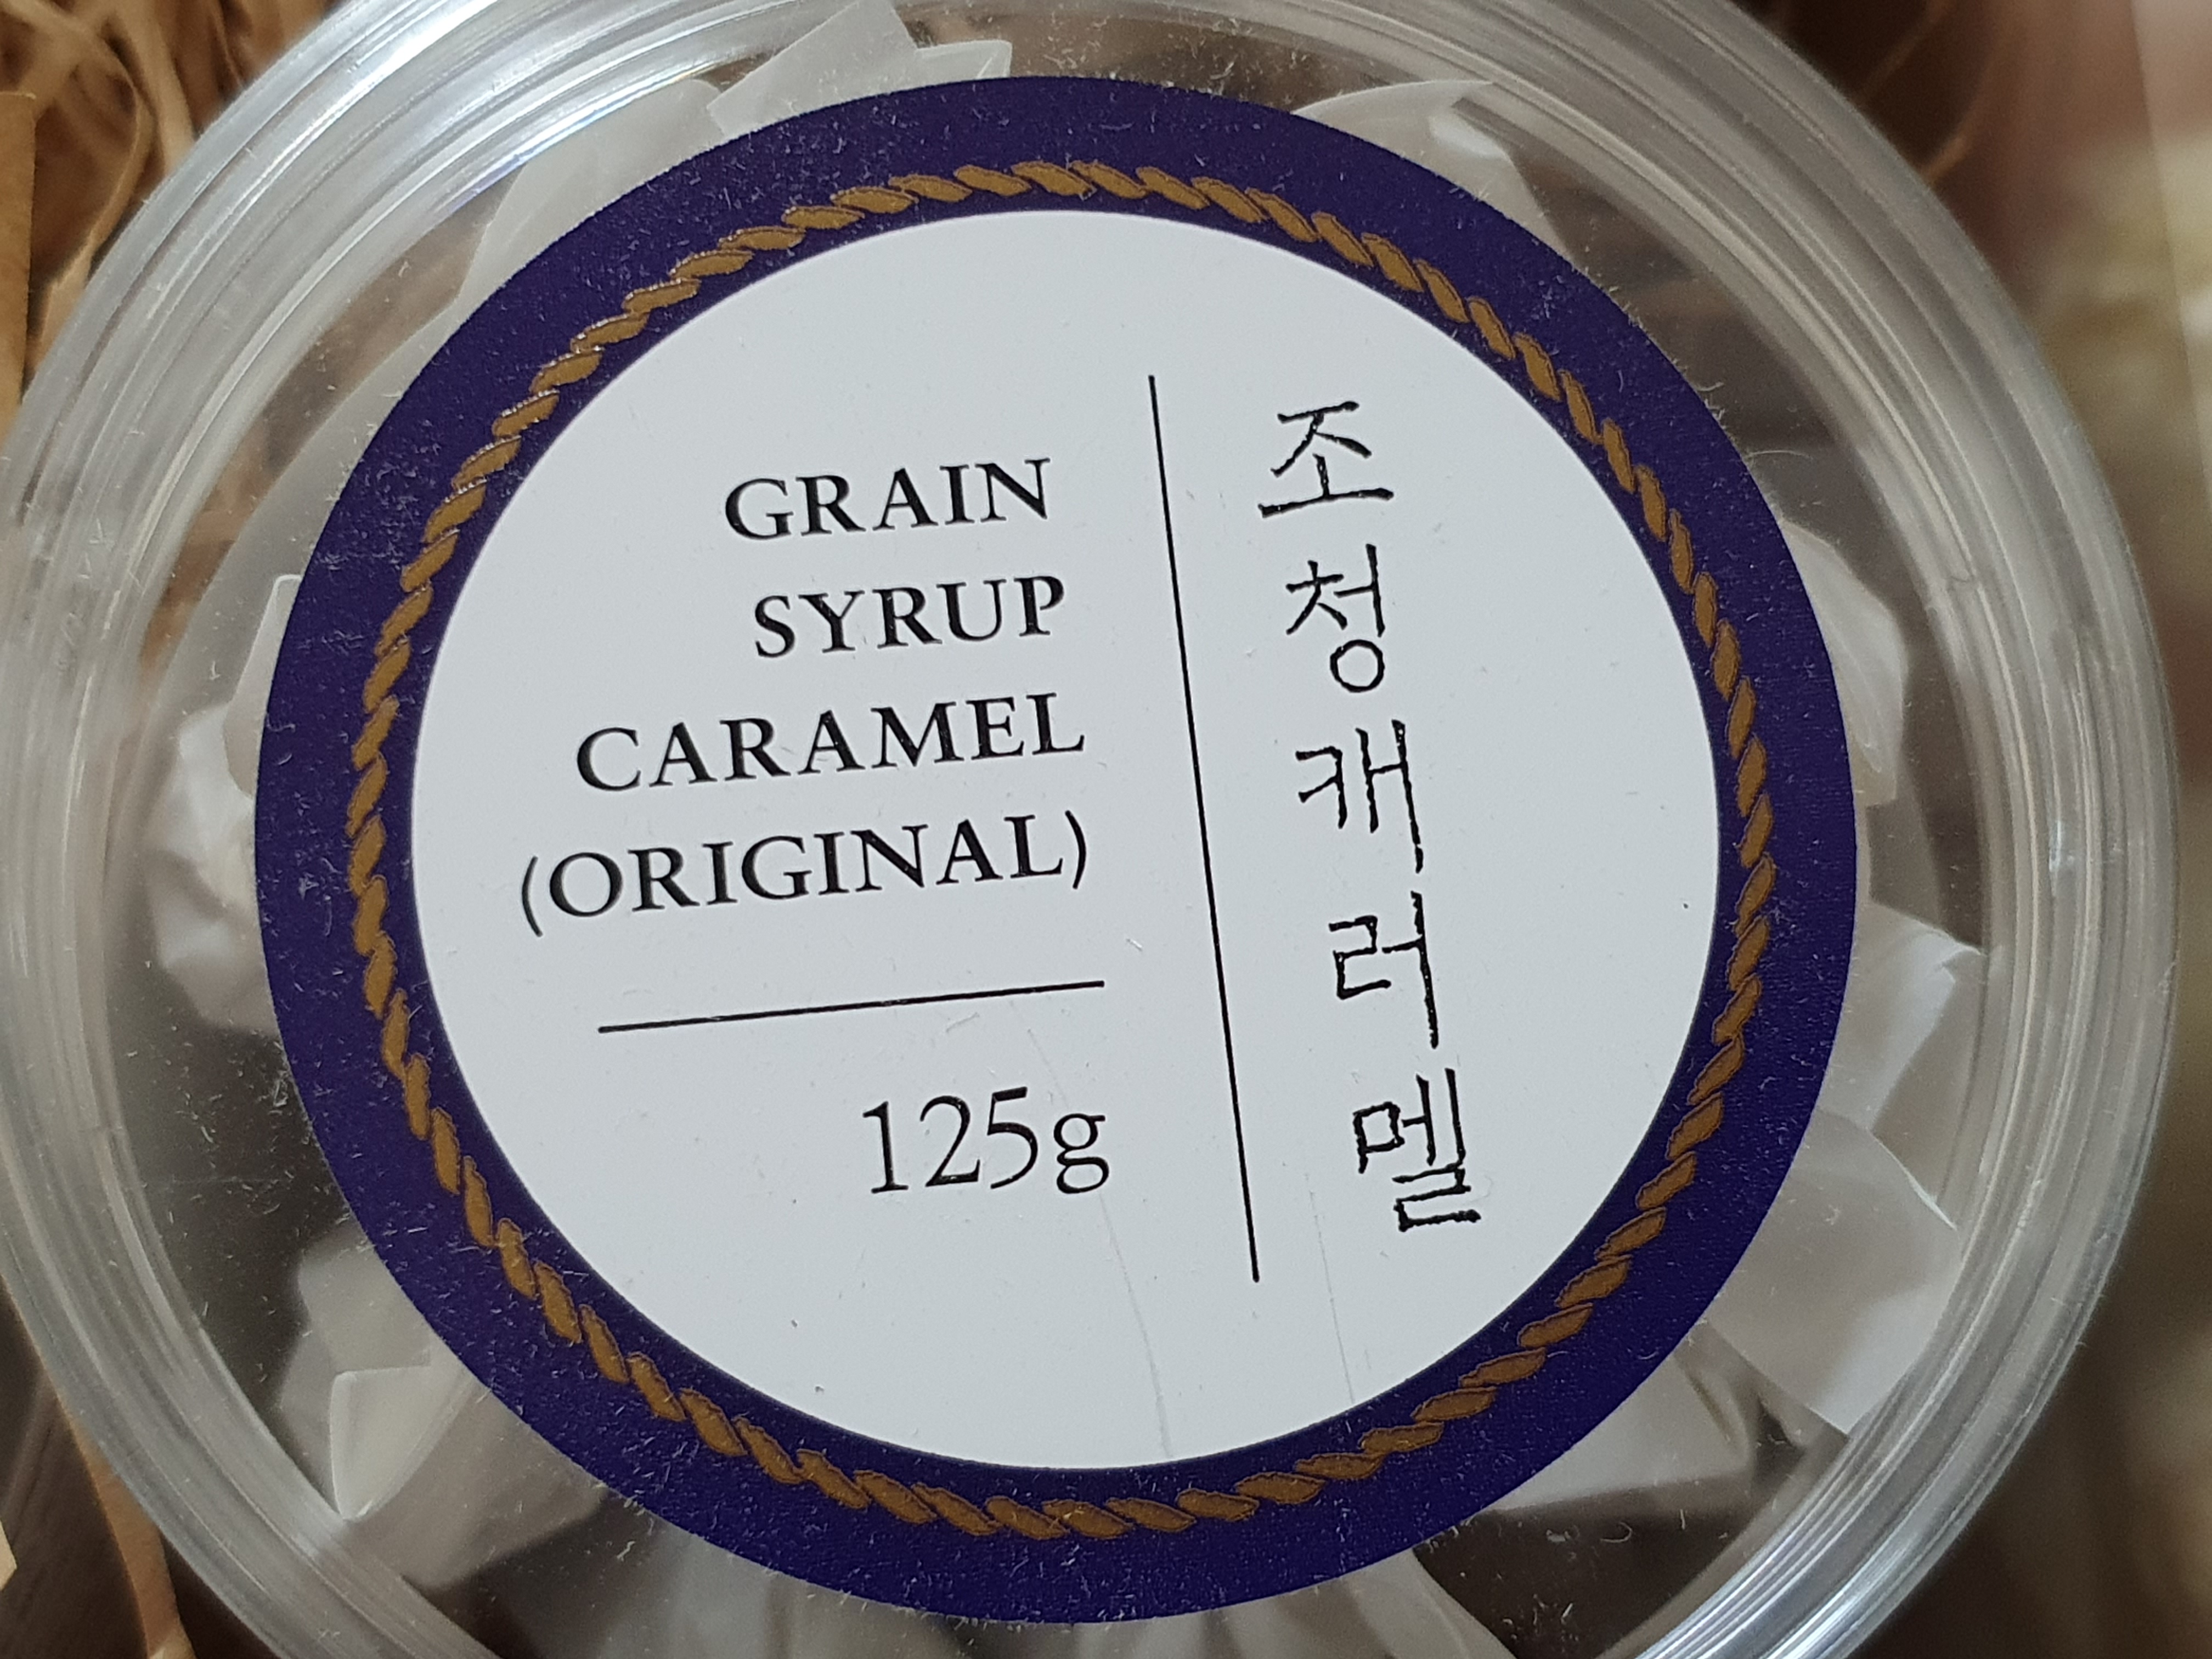 GRAIN
SYRUP
CARAMEL
(ORIGINAL)
125g
조청캐러멜